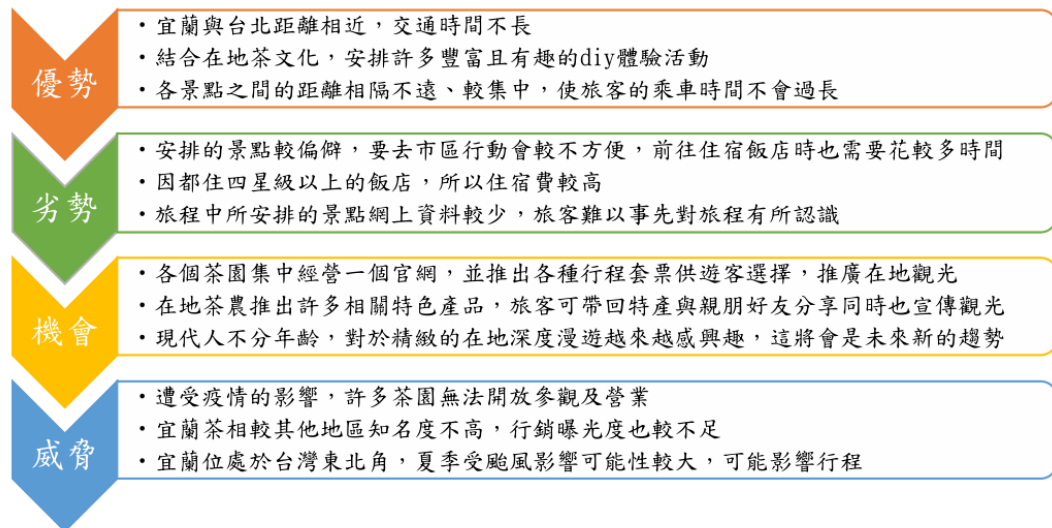 優勢
・宜蘭與台北距離相近，交通時間不長
・結合在地茶文化，安排許多豐富且有趣的diy體驗活動
・各景點之間的距離相隔不遠、較集中，使旅客的乘車時間不會過長
劣勢
・安排的景點較偏僻，要去市區行動會較不方便，前往住宿飯店時也需要花較多時間
・因都住四星級以上的飯店，所以住宿費較高
・旅程中所安排的景點網上資料較少，旅客難以事先對旅程有所認識
機會
・各個茶園集中經營一個官網，並推出各種行程套票供遊客選擇，推廣在地觀光
・在地茶農推出許多相關特色產品，旅客可帶回特產與親朋好友分享同時也宣傳觀光
・現代人不分年齡，對於精緻的在地深度漫遊越來越感興趣，這將會是未來新的趨勢
威脅
・遭受疫情的影響，許多茶園無法開放參觀及營業
・宜蘭茶相較其他地區知名度不高，行銷曝光度也較不足
・宜蘭位處於台灣東北角，夏季受颱風影響可能性較大，可能影響行程